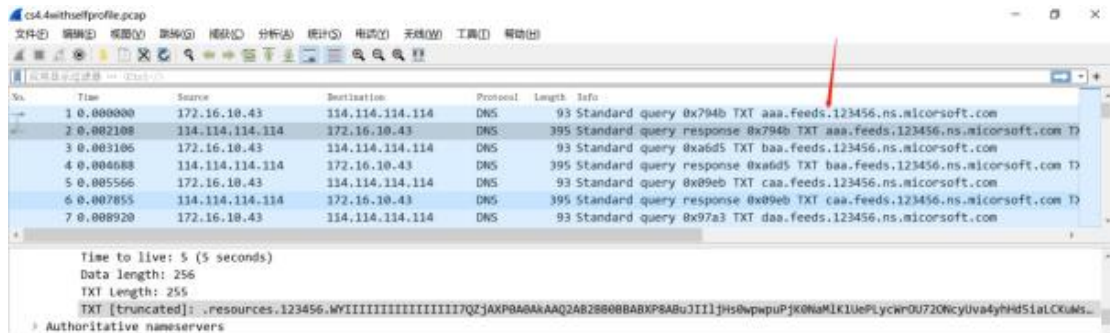 cs4.4withselfprofile.pcap
文件(F) 编辑(E) 视图(V) 跳转(G) 捕获(C) 分析(A) 统计(S) 电话(Y) 无线(W) 工具(T) 帮助(H)
No. Time Source Destination Protocol Length Info
1 0.000000 172.16.10.43 114.114.114.114 DNS 93 Standard query 0x794b TXT aaa.feeds.123456.ns.micorsoft.com
2 0.002108 114.114.114.114 172.16.10.43 DNS 395 Standard query response 0x794b TXT aaa.feeds.123456.ns.micorsoft.com TX
3 0.003106 172.16.10.43 114.114.114.114 DNS 93 Standard query 0xa6d5 TXT baa.feeds.123456.ns.micorsoft.com
4 0.004688 114.114.114.114 172.16.10.43 DNS 395 Standard query response 0xa6d5 TXT baa.feeds.123456.ns.micorsoft.com TX
5 0.005566 172.16.10.43 114.114.114.114 DNS 93 Standard query 0x09eb TXT caa.feeds.123456.ns.micorsoft.com
6 0.007855 114.114.114.114 172.16.10.43 DNS 395 Standard query response 0x09eb TXT caa.feeds.123456.ns.micorsoft.com TX
7 0.008920 172.16.10.43 114.114.114.114 DNS 93 Standard query 0x97a3 TXT daa.feeds.123456.ns.micorsoft.com
Time to live: 5 (5 seconds)
Data length: 256
TXT Length: 255
TXT [truncated]: .resources.123456.
Authoritative nameservers